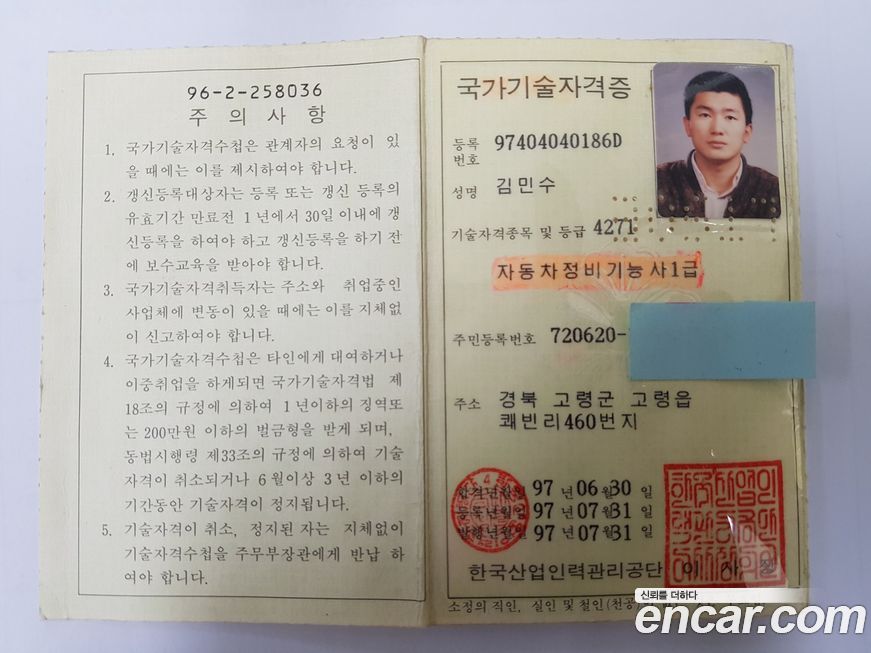 96-2-258036
주 의 사 항
1. 국가기술자격수첩은 관계자의 요청이 있
을 때에는 이를 제시하여야 합니다.
2. 갱신등록대상자는 등록 또는 갱신 등록의
유효기간 만료전 1년에서 30일 이내에 갱
신등록을 하여야 하고 갱신등록을 하기 전
에 보수교육을 받아야 합니다.
3. 국가기술자격취득자는 주소와 취업중인
사업체에 변동이 있을 때에는 이를 지체없
이 신고하여야 합니다.
4. 국가기술자격수첩은 타인에게 대여하거나
이중취업을 하게되면 국가기술자격법 제
18조의 규정에 의하여 1년이하의 징역또
는 200만원 이하의 벌금형을 받게 되며,
동법시행령 제33조의 규정에 의하여 기술
자격이 취소되거나 6월이상 3년 이하의
기간동안 기술자격이 정지됩니다.
5. 기술자격이 취소, 정지된 자는 지체없이
기술자격수첩을 주무부장관에게 반납 하
여야 합니다.
국가기술자격증
등록
번호 97404040186D
성명 김민수
기술자격종목 및 등급 4271
자동차정비기능사1급
주민등록번호 720620-
주소 경북 고령군 고령읍
쾌빈리460번지
합격년월일 97 년 06 월 30 일
등록년월일 97 년 07 월 31 일
발행년월일 97 년 07 월 31 일
한국산업인력관리공단 이 사 장
소정의 직인, 실인 및 철인(천공)
신뢰를 더하다
encar.com